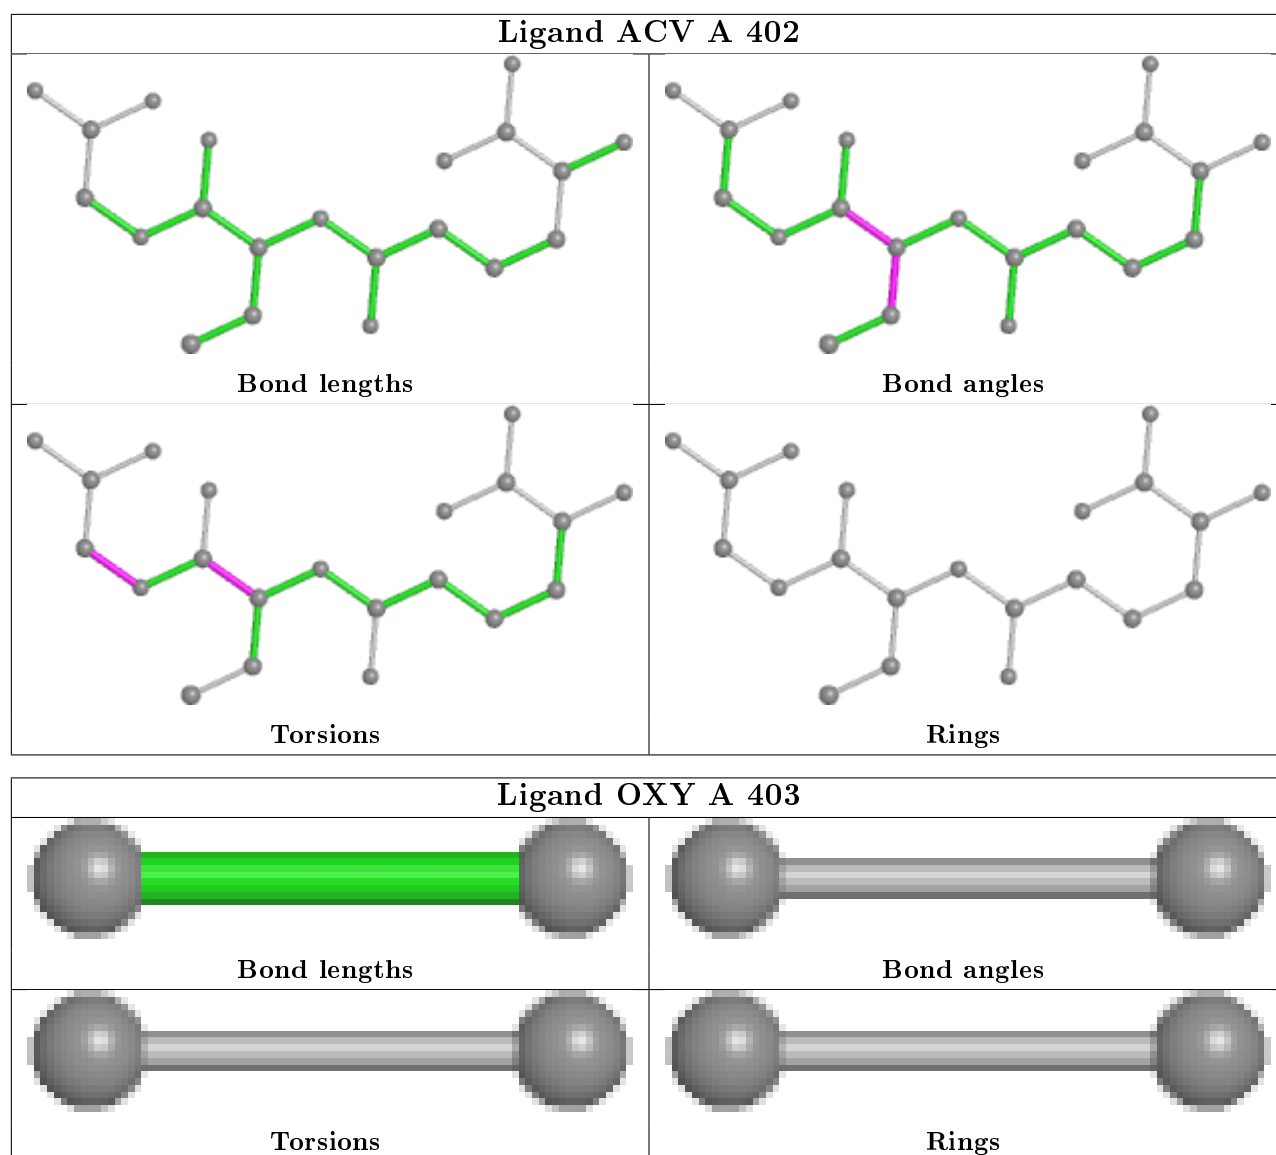 Ligand ACV A 402
Bond lengths
Bond angles
Torsions
Rings
Ligand OXY A 403
Bond lengths
Bond angles
Torsions
Rings